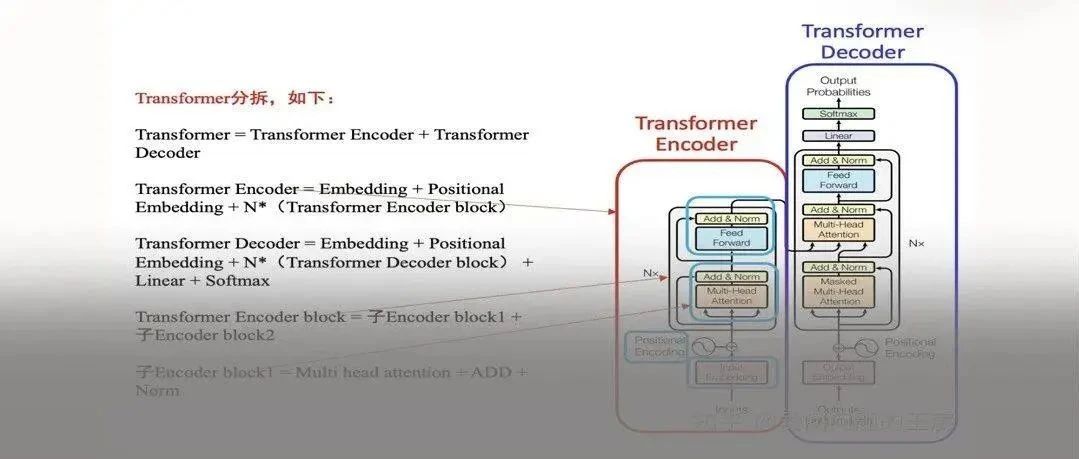 Transformer分拆，如下：
Transformer = Transformer Encoder + Transformer
Decoder
Transformer Encoder = Embedding + Positional
Embedding + N*（Transformer Encoder block）
Transformer Decoder = Embedding + Positional
Embedding + N*（Transformer Decoder block） +
Linear + Softmax
Transformer Encoder block = 子Encoder block1 +
子Encoder block2
子Encoder block1 = Multi head attention + ADD +
Norm
Transformer
Encoder
Add & Norm
Feed
Forward
N×
Add & Norm
Multi-Head
Attention
Positional
Encoding
Input
Embedding
Inputs
Transformer
Decoder
Output
Probabilities
Softmax
Linear
Add & Norm
Feed
Forward
Add & Norm
Multi-Head
Attention
N×
Add & Norm
Masked
Multi-Head
Attention
Positional
Encoding
Output
Embedding
Outputs